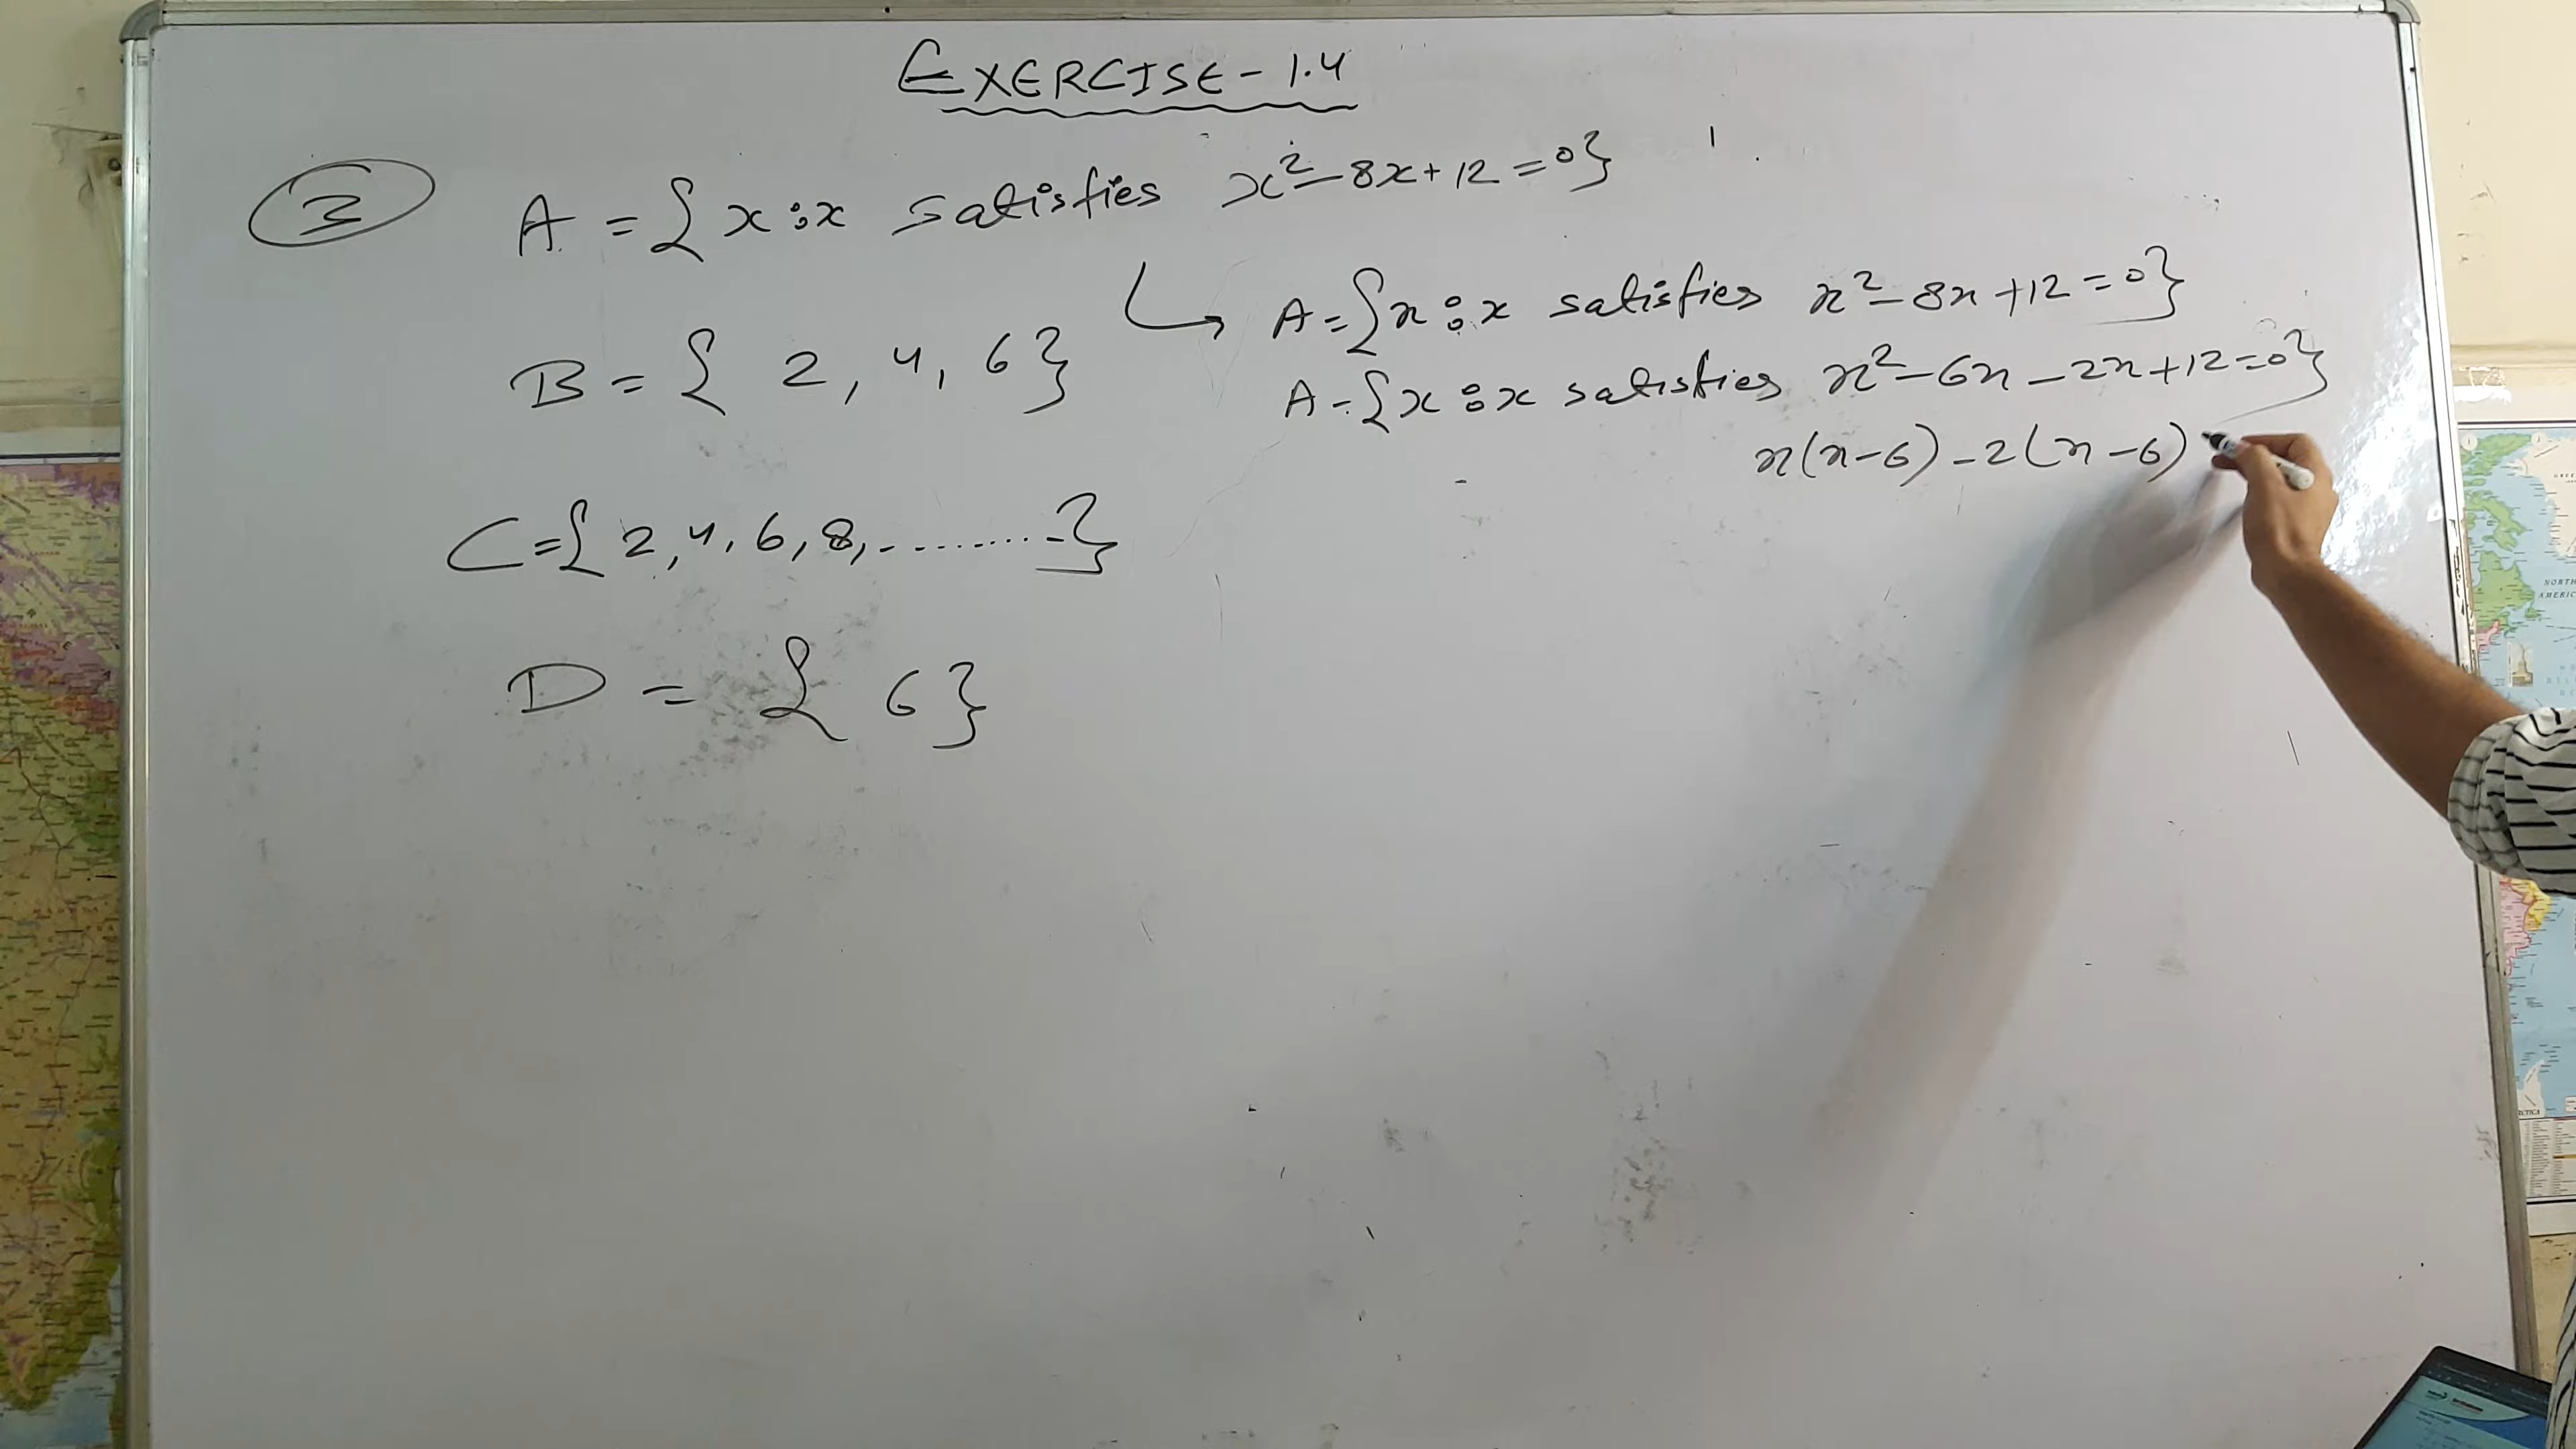 EXERCISE - 1.4
3 A = { x : x satisfies x² - 8x + 12 = 0}
A = {x : x satisfies x² - 8x + 12 = 0}
B = { 2, 4, 6}
A = {x : x satisfies x² - 6x - 2x + 12 = 0}
x(x-6) - 2(x-6)
C = { 2, 4, 6, 8, ..........}
D = { 6}
NORTH